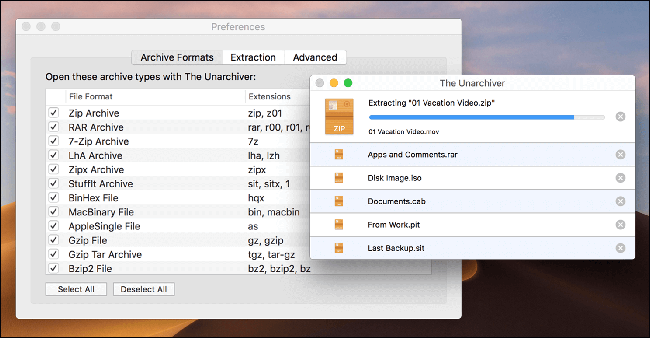 Preferences
Archive Formats Extraction Advanced
Open these archive types with The Unarchiver:
File Format Extensions
Zip Archive zip, z01
RAR Archive rar, r00, r01, r
7-Zip Archive 7z
LhA Archive lha, lzh
Zipx Archive zipx
StuffIt Archive sit, sitx, 1
BinHex File hqx
MacBinary File bin, macbin
AppleSingle File as
Gzip File gz, gzip
Gzip Tar Archive tgz, tar-gz
Bzip2 File bz2, bzip2, bz
Select All Deselect All
The Unarchiver
Extracting "01 Vacation Video.zip"
ZIP
01 Vacation Video.mov
Apps and Comments.rar
Disk Image.iso
Documents.cab
From Work.pit
Last Backup.sit